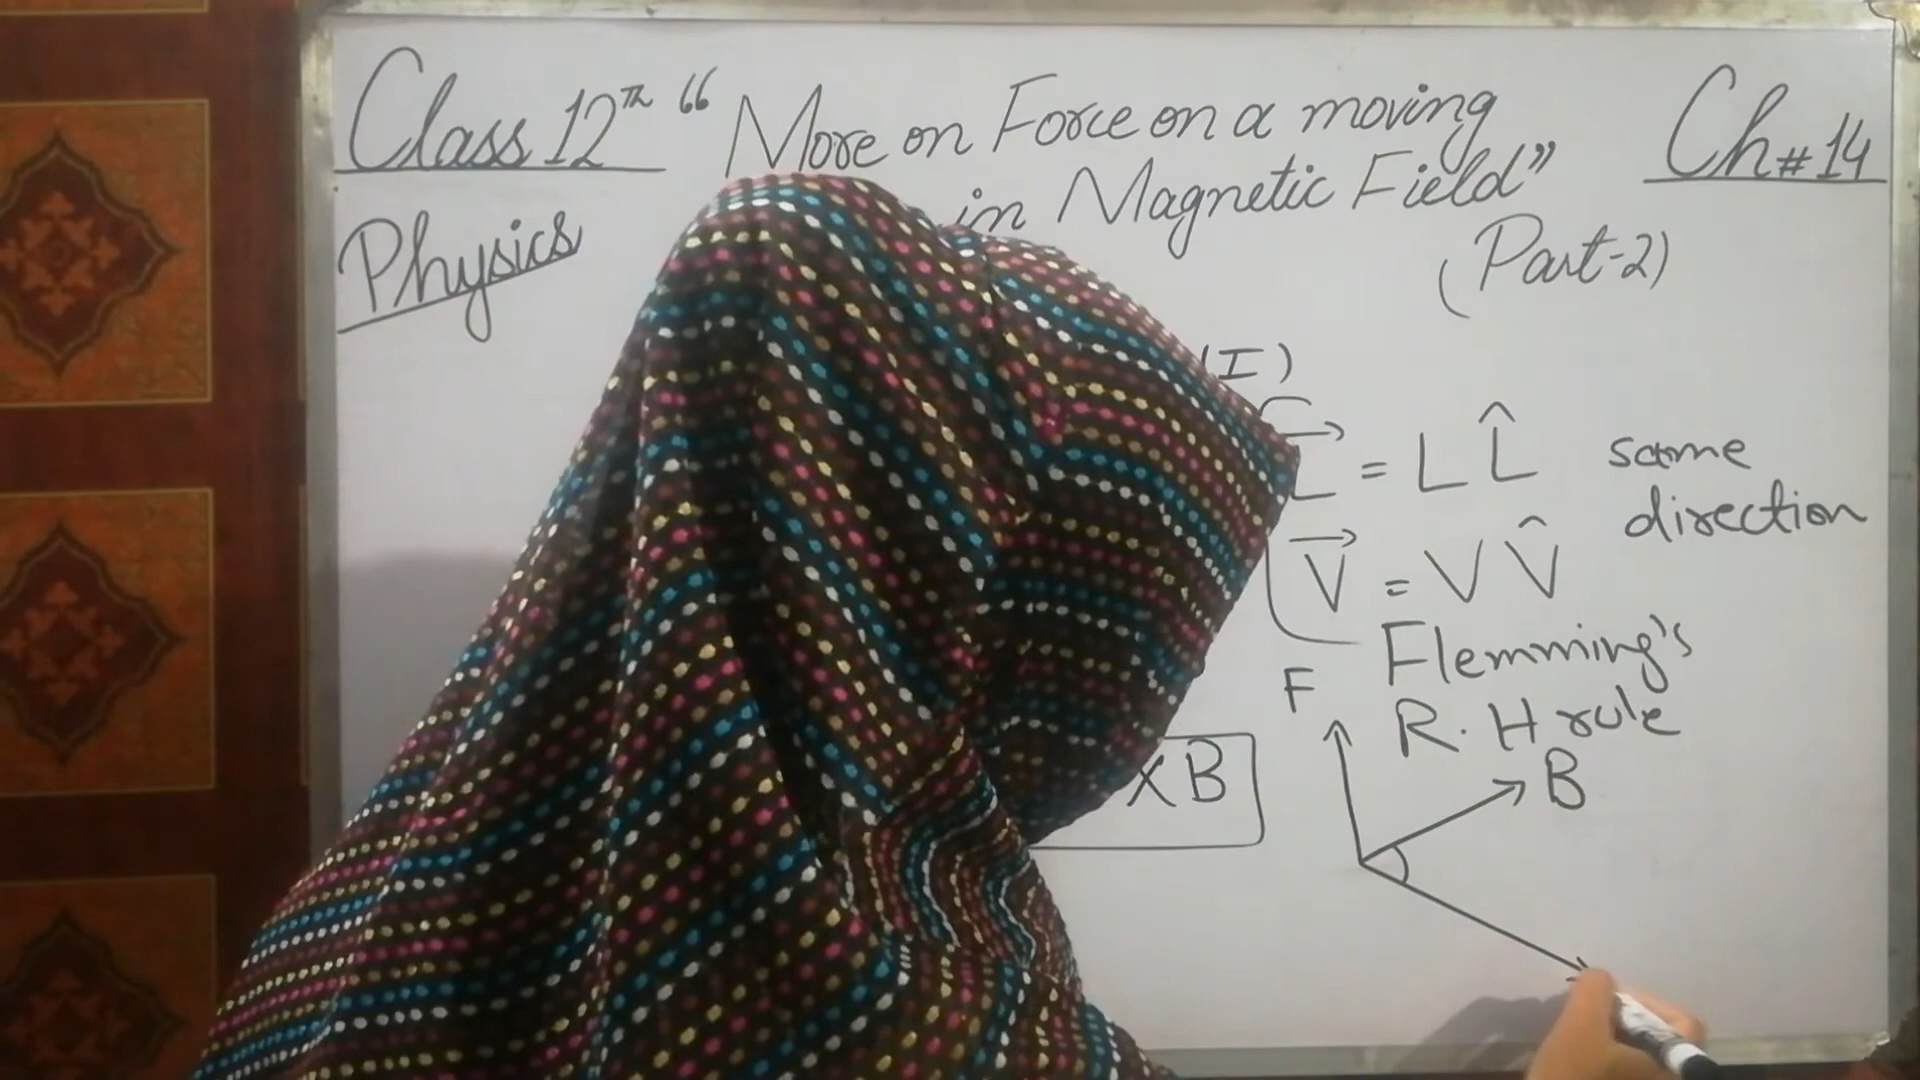 Class 12th “ More on Force on a moving
in Magnetic Field”
Ch#14
Physics
(Part-2)
(I)
L = L L̂ same
direction
V = V V̂
Flemming's
F
R.H rule
X B
B